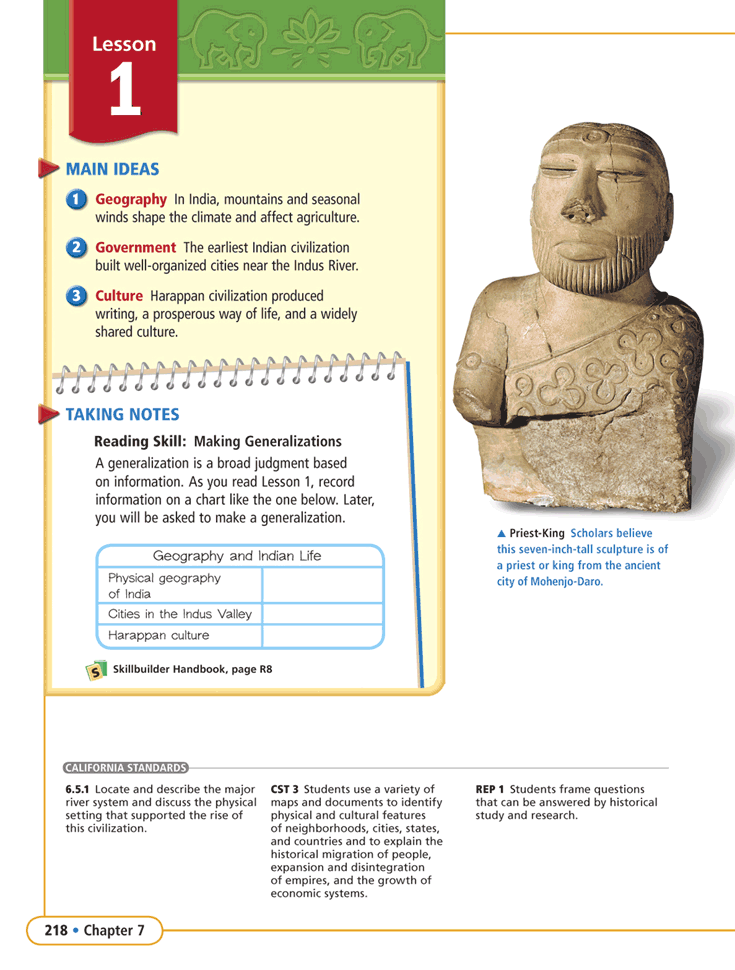 Lesson
1
MAIN IDEAS
1 Geography In India, mountains and seasonal
winds shape the climate and affect agriculture.
2 Government The earliest Indian civilization
built well-organized cities near the Indus River.
3 Culture Harappan civilization produced
writing, a prosperous way of life, and a widely
shared culture.
TAKING NOTES
Reading Skill: Making Generalizations
A generalization is a broad judgment based
on information. As you read Lesson 1, record
information on a chart like the one below. Later,
you will be asked to make a generalization.
Geography and Indian Life
Physical geography
of India
Cities in the Indus Valley
Harappan culture
S Skillbuilder Handbook, page R8
▲ Priest-King Scholars believe
this seven-inch-tall sculpture is of
a priest or king from the ancient
city of Mohenjo-Daro.
CALIFORNIA STANDARDS
6.5.1 Locate and describe the major
river system and discuss the physical
setting that supported the rise of
this civilization.
CST 3 Students use a variety of
maps and documents to identify
physical and cultural features
of neighborhoods, cities, states,
and countries and to explain the
historical migration of people,
expansion and disintegration
of empires, and the growth of
economic systems.
REP 1 Students frame questions
that can be answered by historical
study and research.
218 • Chapter 7